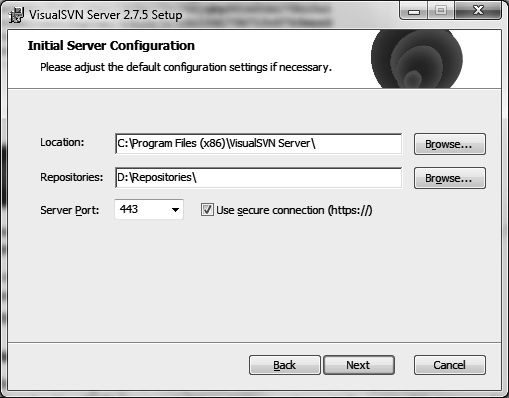 VisualSVN Server 2.7.5 Setup
Initial Server Configuration
Please adjust the default configuration settings if necessary.
Location: C:\Program Files (x86)\VisualSVN Server\ Browse...
Repositories: D:\Repositories\ Browse...
Server Port: 443 Use secure connection (https://)
Back Next Cancel